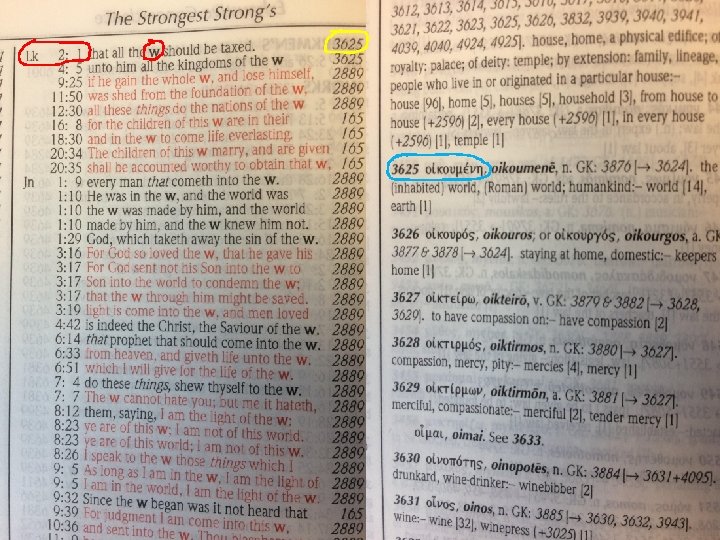 The Strongest Strong's
Lk 2: 1 that all the w should be taxed. 3625
4: 5 unto him all the kingdoms of the w 3625
9:25 if he gain the whole w, and lose himself, 2889
11:50 was shed from the foundation of the w. 2889
12:30 all these things do the nations of the w 2889
16: 8 for the children of this w are in their 165
18:30 and in the w to come life everlasting. 165
20:34 The children of this w marry, and are given 165
20:35 shall be accounted worthy to obtain that w, 165
Jn 1: 9 every man that cometh into the w. 2889
1:10 He was in the w, and the world was 2889
1:10 the w was made by him, and the world 2889
1:10 made by him, and the w knew him not. 2889
1:29 God, which taketh away the sin of the w. 2889
3:16 For God so loved the w, that he gave his 2889
3:17 For God sent not his Son into the w to 2889
3:17 Son into the world to condemn the w; 2889
3:17 that the w through him might be saved. 2889
3:19 light is come into the w, and men loved 2889
4:42 is indeed the Christ, the Saviour of the w. 2889
6:14 that prophet that should come into the w. 2889
6:33 from heaven, and giveth life unto the w. 2889
6:51 which I will give for the life of the w. 2889
7: 4 do these things, shew thyself to the w. 2889
7: 7 The w cannot hate you; but me it hateth, 2889
8:12 them, saying, I am the light of the w: 2889
8:23 ye are of this w; I am not of this world. 2889
8:23 ye are of this world; I am not of this w. 2889
8:26 I speak to the w those things which I 2889
9: 5 As long as I am in the w, I am the light of 2889
9: 5 I am in the world, I am the light of the w. 2889
9:32 Since the w began was it not heard that 165
9:39 For judgment I am come into this w, 2889
10:36 and sent into the w, Thou 2889
3612, 3613, 3614, 3615,
3621, 3622, 3623, 3625, 3626, 3832, 3939, 3940, 3941,
4039, 4040, 4924, 4925]. house, home, a physical edifice; of
royalty: palace; of deity: temple; by extension: family, lineage,
people who live in or originated in a particular house:–
house [96], home [5], houses [5], household [3], from house to
house (+2596) [2], every house (+2596) [1], in every house
(+2596) [1], temple [1]
3625 οἰκουμένη, oikoumenē, n. GK: 3876 [→ 3624]. the
(inhabited) world, (Roman) world; humankind:– world [14],
earth [1]
3626 οἰκουρός, oikouros; or οἰκουργός, oikourgos, a. GK
3877 & 3878 [→ 3624]. staying at home, domestic:– keepers
home [1]
3627 οἰκτείρω, oikteirō, v. GK: 3879 & 3882 [→ 3628,
3629]. to have compassion on:– have compassion [2]
3628 οἰκτιρμός, oiktirmos, n. GK: 3880 [→ 3627].
compassion, mercy, pity:– mercies [4], mercy [1]
3629 οἰκτίρμων, oiktirmōn, a. GK: 3881 [→ 3627].
merciful, compassionate:– merciful [2], tender mercy [1]
οἶμαι, oimai. See 3633.
3630 οἰνοπότης, oinopotēs, n. GK: 3884 [→ 3631+4095].
drunkard, wine-drinker:– winebibber [2]
3631 οἶνος, oinos, n. GK: 3885 [→ 3630, 3632, 3943].
wine:– wine [32], winepress (+3025) [1]